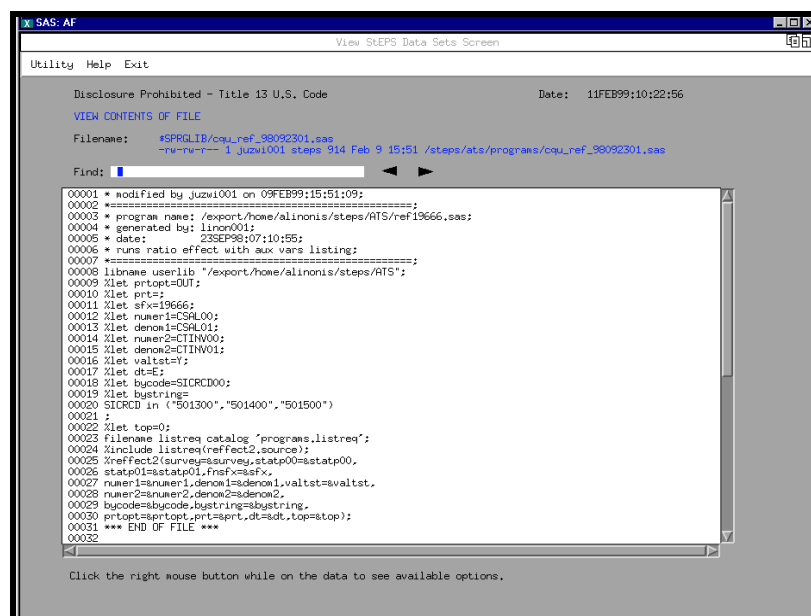 SAS: AF
View StEPS Data Sets Screen
Utility Help Exit
Disclosure Prohibited - Title 13 U.S. Code Date: 11FEB99:10:22:56
VIEW CONTENTS OF FILE
Filename: #SPRGLIB/cqu_ref_98092301.sas
-rw-rw-r-- 1 juzwi001 steps 914 Feb 9 15:51 /steps/ats/programs/cqu_ref_98092301.sas
Find:
00001 * modified by juzwi001 on 09FEB99:15:51:09;
00002 *==================================================;
00003 * program name: /export/home/alinonis/steps/ATS/ref19666.sas;
00004 * generated by: linon001;
00005 * date: 23SEP98:07:10:55;
00006 * runs ratio effect with aux vars listing;
00007 *==================================================;
00008 libname userlib "/export/home/alinonis/steps/ATS";
00009 %let prtopt=OUT;
00010 %let prt=;
00011 %let sfx=19666;
00012 %let numer1=CSAL00;
00013 %let denom1=CSAL01;
00014 %let numer2=CTINV00;
00015 %let denom2=CTINV01;
00016 %let valtst=Y;
00017 %let dt=E;
00018 %let bycode=SICRCD00;
00019 %let bystring=
00020 SICRCD in ("501300","501400","501500")
00021 ;
00022 %let top=0;
00023 filename listreq catalog 'programs.listreq';
00024 %include listreq(reffect2.source);
00025 %reffect2(survey=&survey,statp00=&statp00,
00026 statp01=&statp01,fnsfx=&sfx,
00027 numer1=&numer1,denom1=&denom1,valtst=&valtst,
00028 numer2=&numer2,denom2=&denom2,
00029 bycode=&bycode,bystring=&bystring,
00030 prtopt=&prtopt,prt=&prt,dt=&dt,top=&top);
00031 *** END OF FILE ***
00032
Click the right mouse button while on the data to see available options.